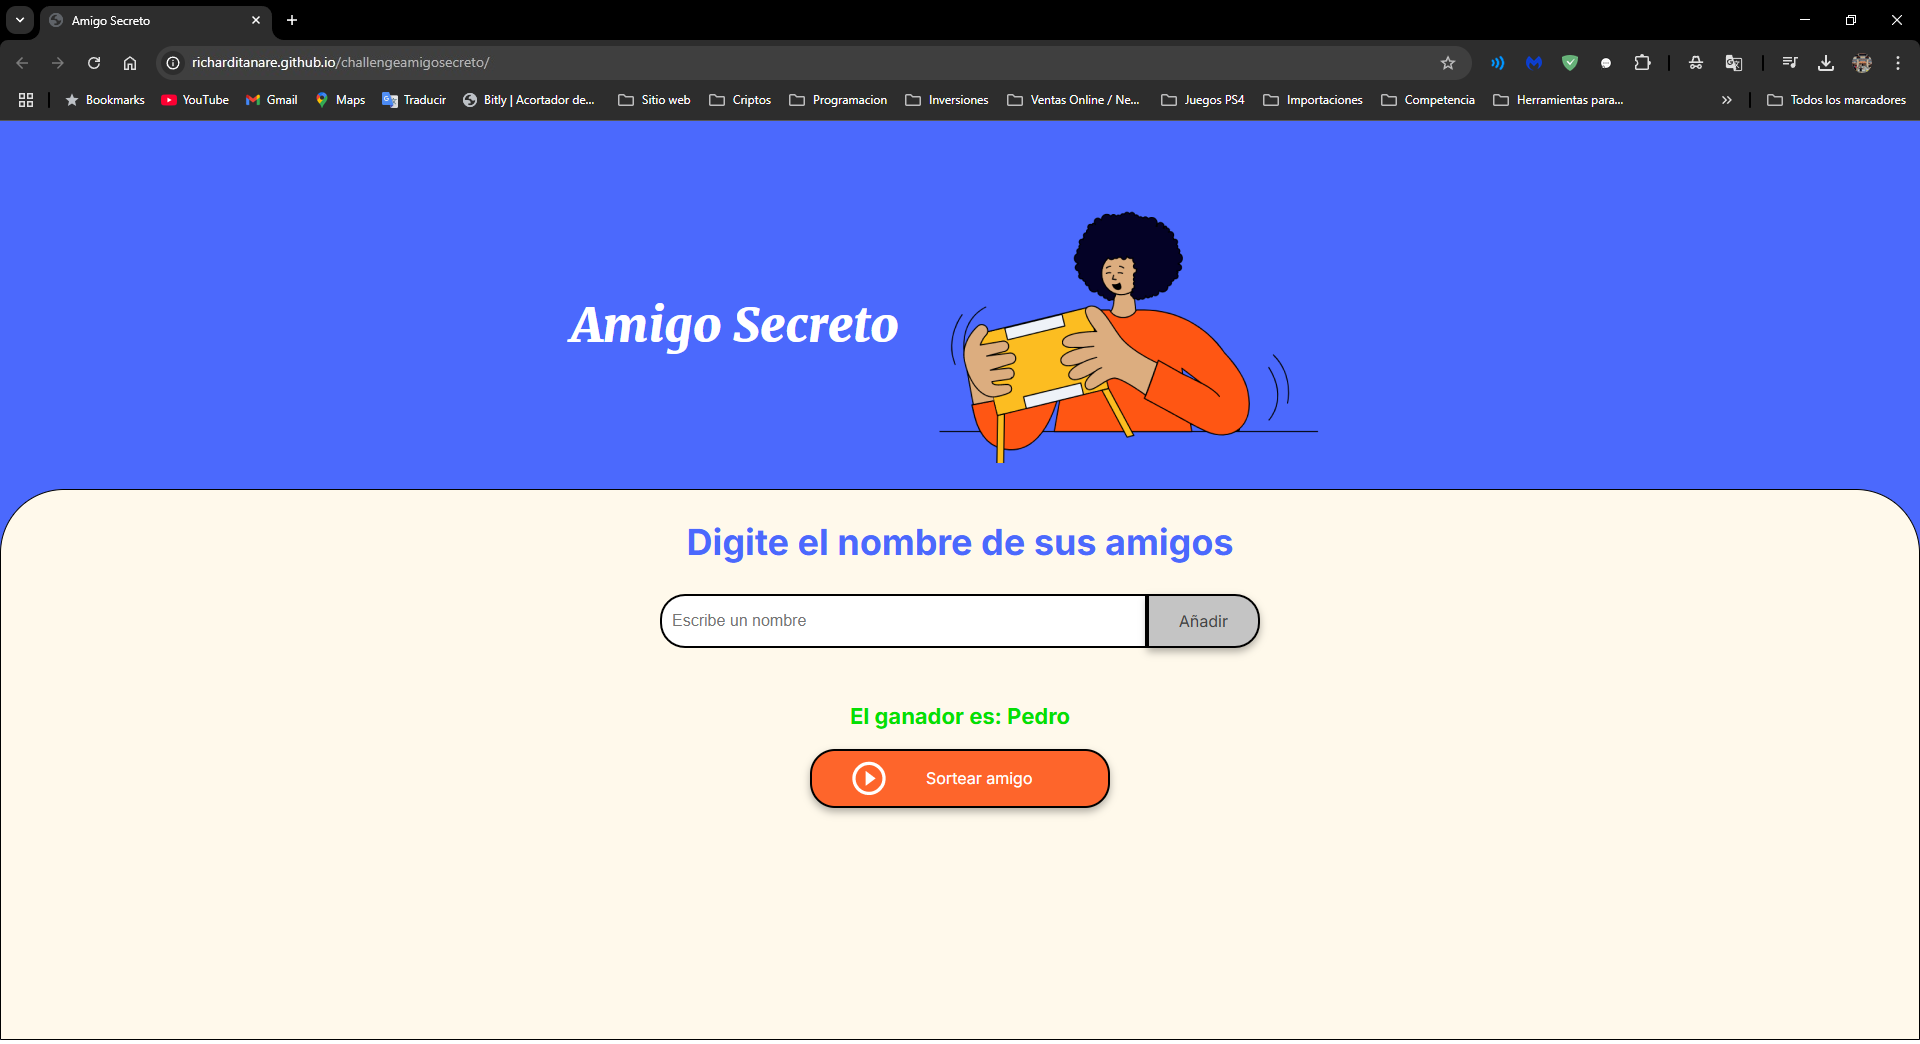 Amigo Secreto
richarditanare.github.io/challengeamigosecreto/
Bookmarks YouTube Gmail Maps Traducir Bitly | Acortador de... Sitio web Criptos Programacion Inversiones Ventas Online / Ne... Juegos PS4 Importaciones Competencia Herramientas para... » Todos los marcadores
Amigo Secreto
Digite el nombre de sus amigos
Escribe un nombre Añadir
El ganador es: Pedro
Sortear amigo